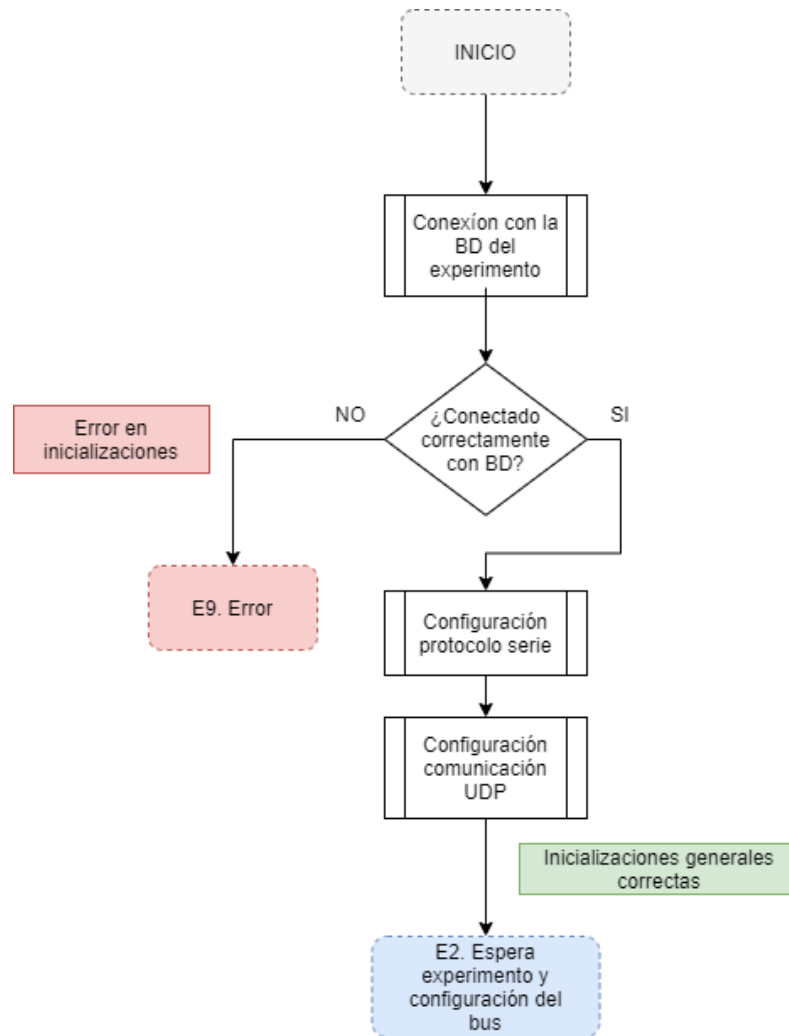 INICIO
Conexíon con la
BD del
experimento
¿Conectado
correctamente
con BD?
NO
SI
Error en
inicializaciones
E9. Error
Configuración
protocolo serie
Configuración
comunicación
UDP
Inicializaciones generales
correctas
E2. Espera
experimento y
configuración del
bus